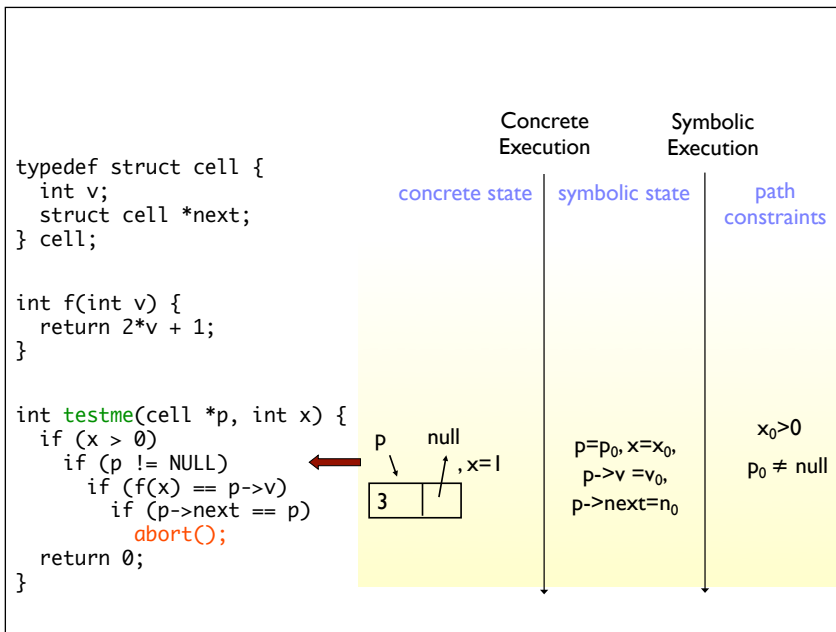 Concrete
Execution
Symbolic
Execution
concrete state
symbolic state
path
constraints
typedef struct cell {
  int v;
  struct cell *next;
} cell;
int f(int v) {
  return 2*v + 1;
}
int testme(cell *p, int x) {
  if (x > 0)
    if (p != NULL)
      if (f(x) == p->v)
        if (p->next == p)
          abort();
  return 0;
}
p
null
3
, x=1
p=p₀, x=x₀,
p->v =v₀,
p->next=n₀
x₀>0
p₀ ≠ null